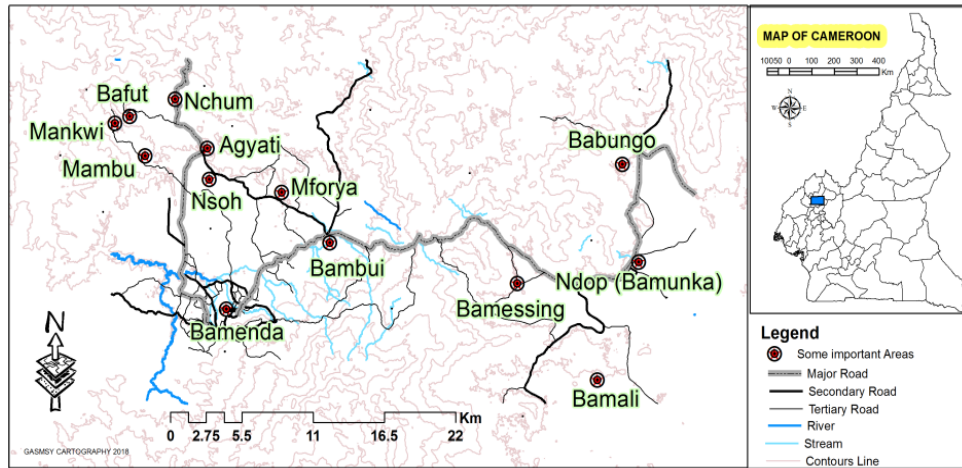 Bafut
Nchum
Mankwi
Agyati
Mambu
Nsoh
Mforya
Babungo
Bambui
Ndop (Bamunka)
Bamessing
Bamenda
Bamali
N
Km
0 2.75 5.5 11 16.5 22
GASMSY CARTOGRAPHY 2018
MAP OF CAMEROON
10050 0 100 200 300 400
Km
N
W E
S
Legend
Some important Areas
Major Road
Secondary Road
Tertiary Road
River
Stream
Contours Line